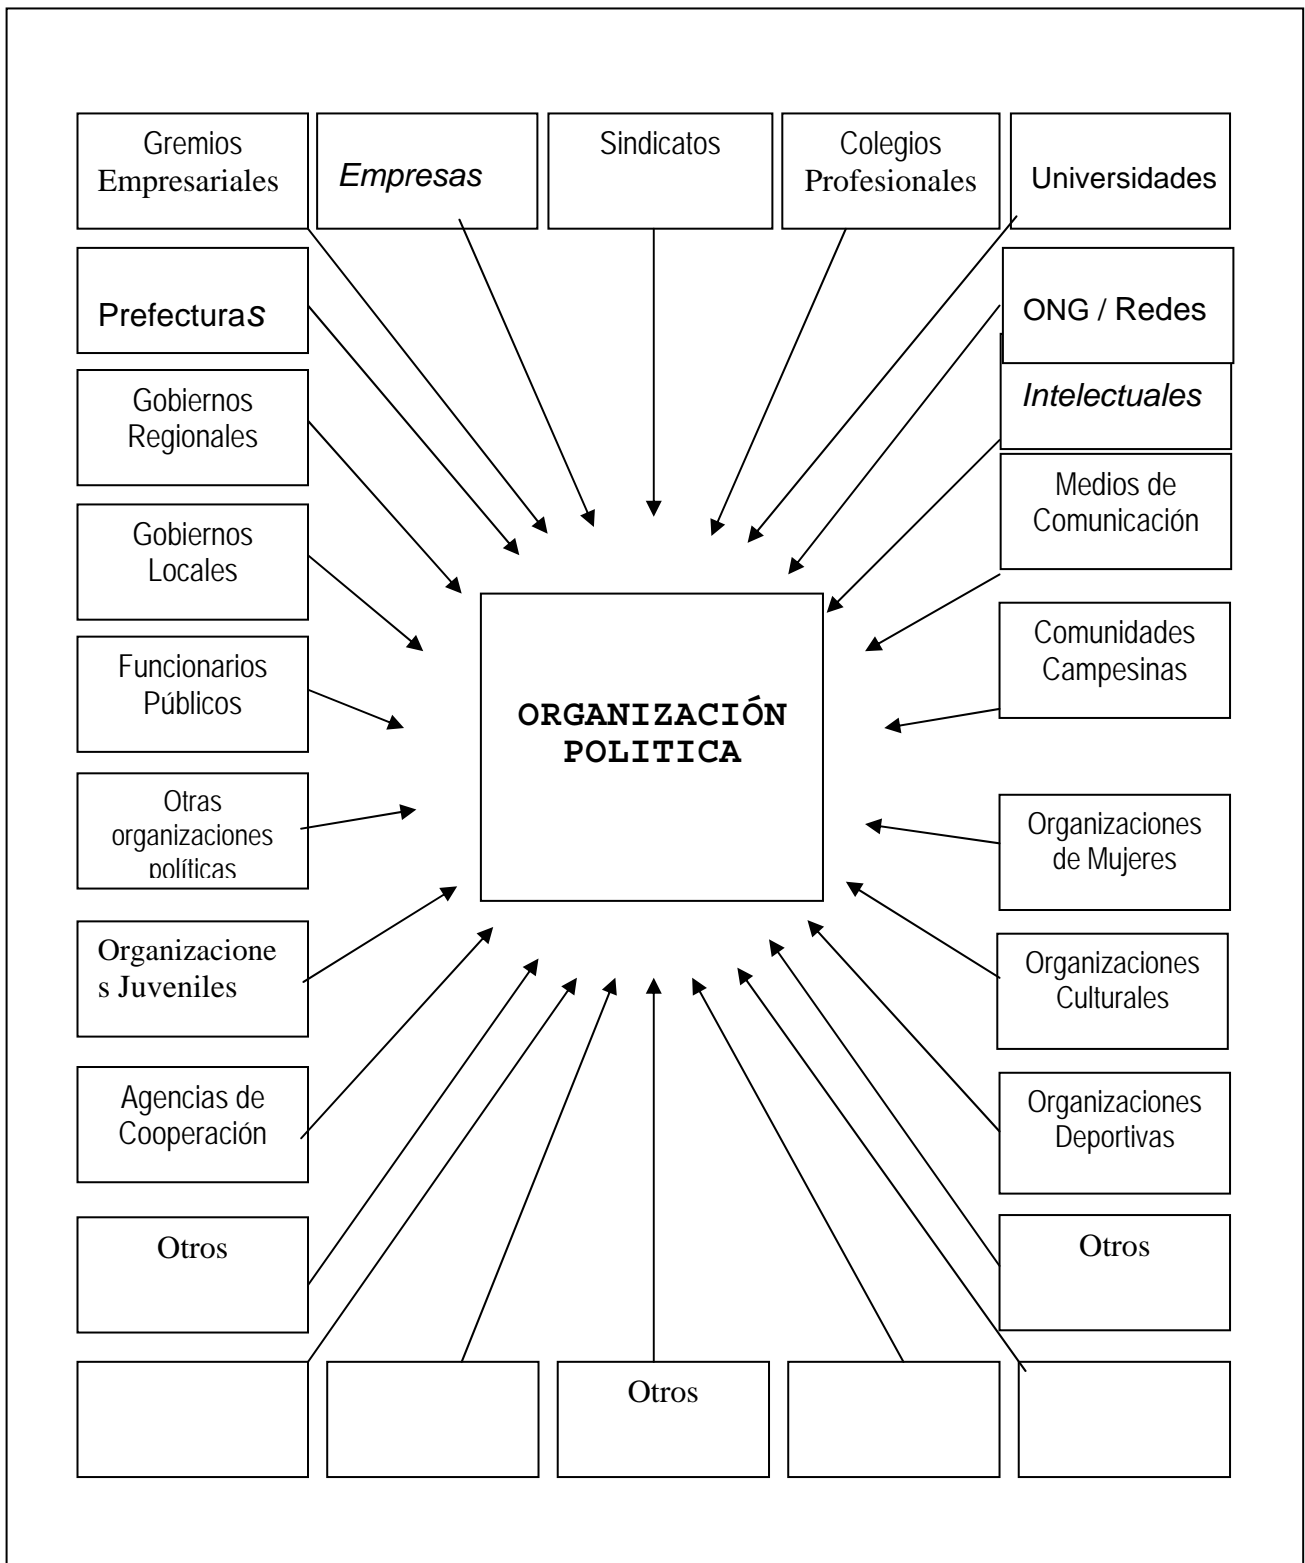 Gremios
Empresariales
Empresas
Sindicatos
Colegios
Profesionales
Universidades
Prefecturas
ONG / Redes
Gobiernos
Regionales
Intelectuales
Medios de
Comunicación
Gobiernos
Locales
Comunidades
Campesinas
Funcionarios
Públicos
ORGANIZACIÓN
POLITICA
Otras
organizaciones
políticas
Organizaciones
de Mujeres
Organizacione
s Juveniles
Organizaciones
Culturales
Agencias de
Cooperación
Organizaciones
Deportivas
Otros
Otros
Otros